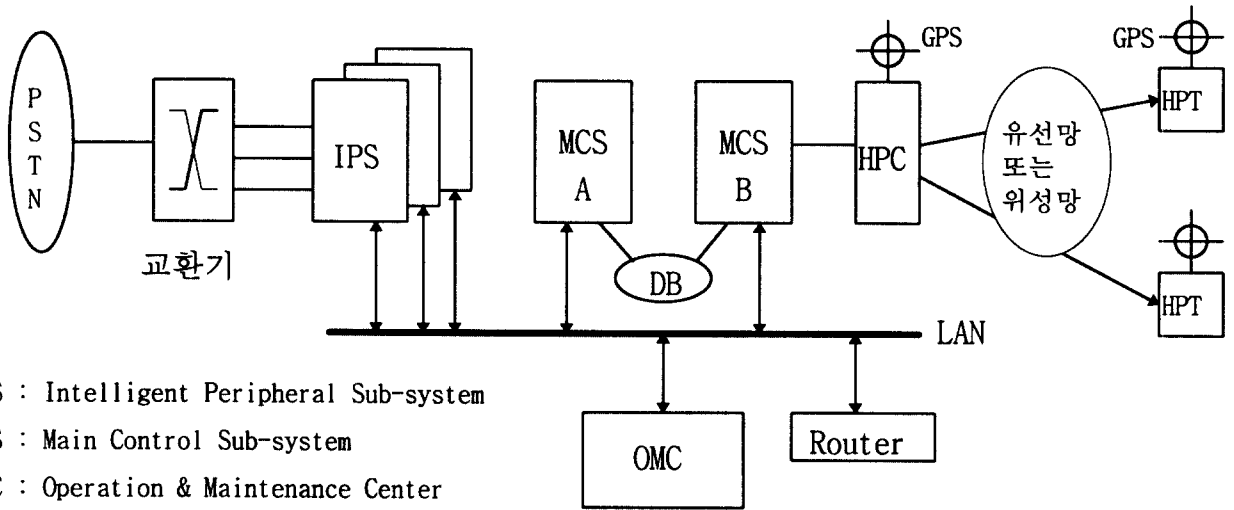 PSTN
교환기
IPS
MCS
A
MCS
B
DB
HPC
GPS
유선망
또는
위성망
GPS
HPT
HPT
LAN
OMC
Router
S : Intelligent Peripheral Sub-system
S : Main Control Sub-system
C : Operation & Maintenance Center